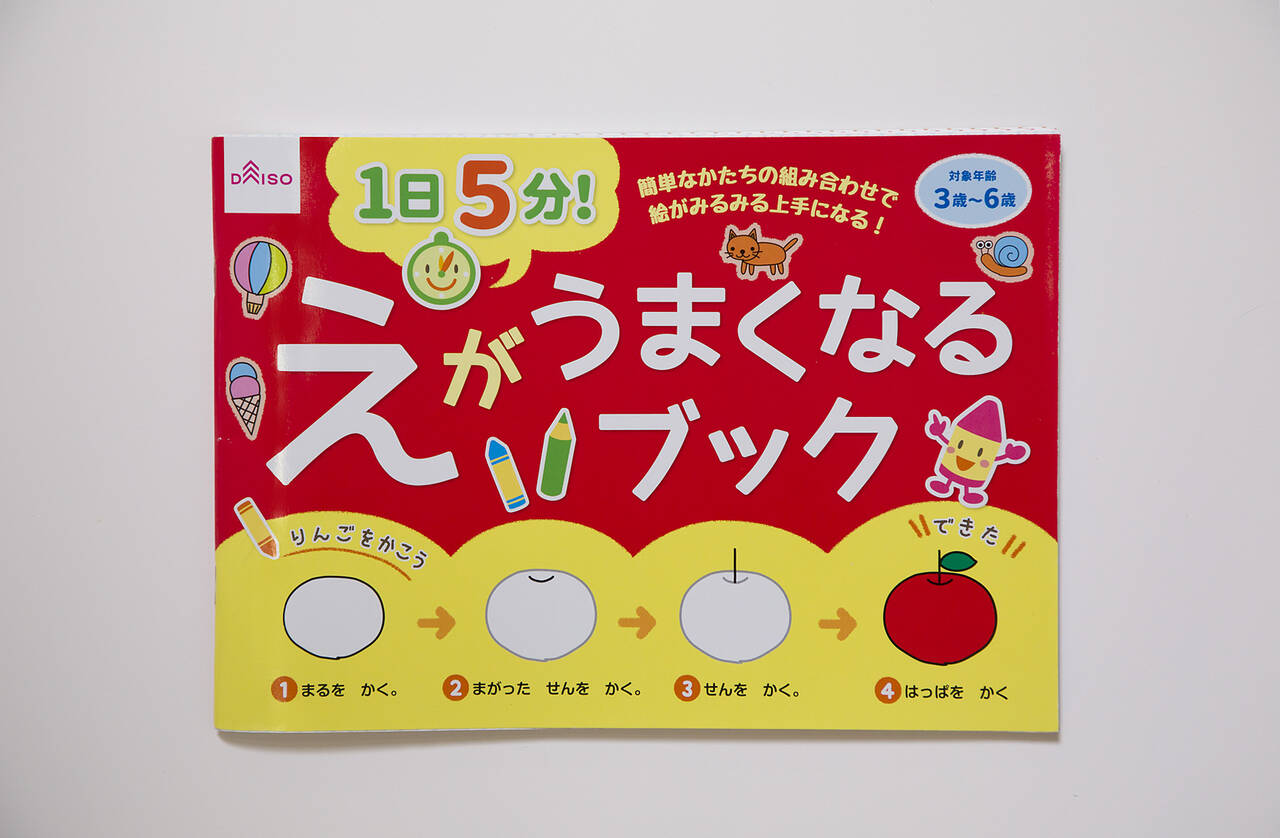 DAISO
1日5分!
簡単なかたちの組み合わせで
絵がみるみる上手になる!
対象年齢
3歳～6歳
えがうまくなる
ブック
りんごをかこう
できた
1 まるを かく。
2 まがった せんを かく。
3 せんを かく。
4 はっぱを かく